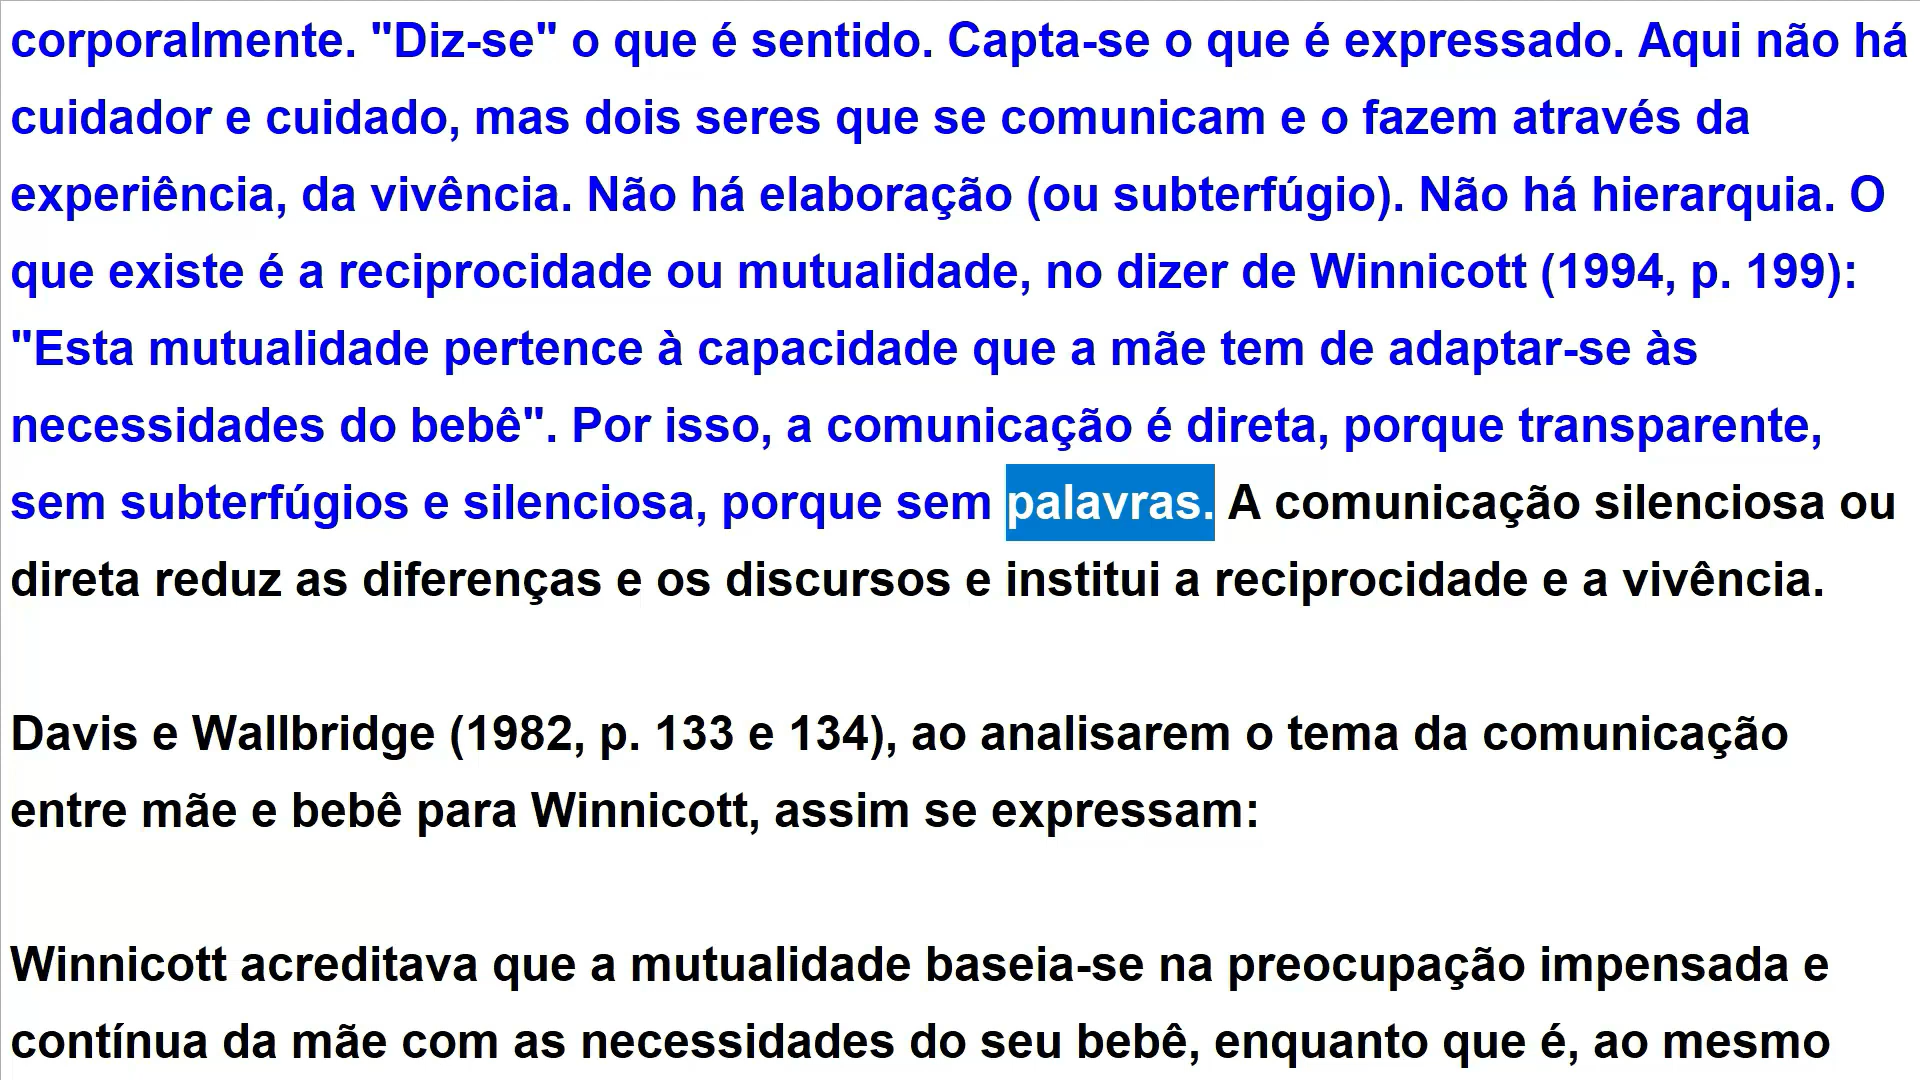 corporalmente. "Diz-se" o que é sentido. Capta-se o que é expressado. Aqui não há
cuidador e cuidado, mas dois seres que se comunicam e o fazem através da
experiência, da vivência. Não há elaboração (ou subterfúgio). Não há hierarquia. O
que existe é a reciprocidade ou mutualidade, no dizer de Winnicott (1994, p. 199):
"Esta mutualidade pertence à capacidade que a mãe tem de adaptar-se às
necessidades do bebê". Por isso, a comunicação é direta, porque transparente,
sem subterfúgios e silenciosa, porque sem palavras. A comunicação silenciosa ou
direta reduz as diferenças e os discursos e institui a reciprocidade e a vivência.
Davis e Wallbridge (1982, p. 133 e 134), ao analisarem o tema da comunicação
entre mãe e bebê para Winnicott, assim se expressam:
Winnicott acreditava que a mutualidade baseia-se na preocupação impensada e
contínua da mãe com as necessidades do seu bebê, enquanto que é, ao mesmo